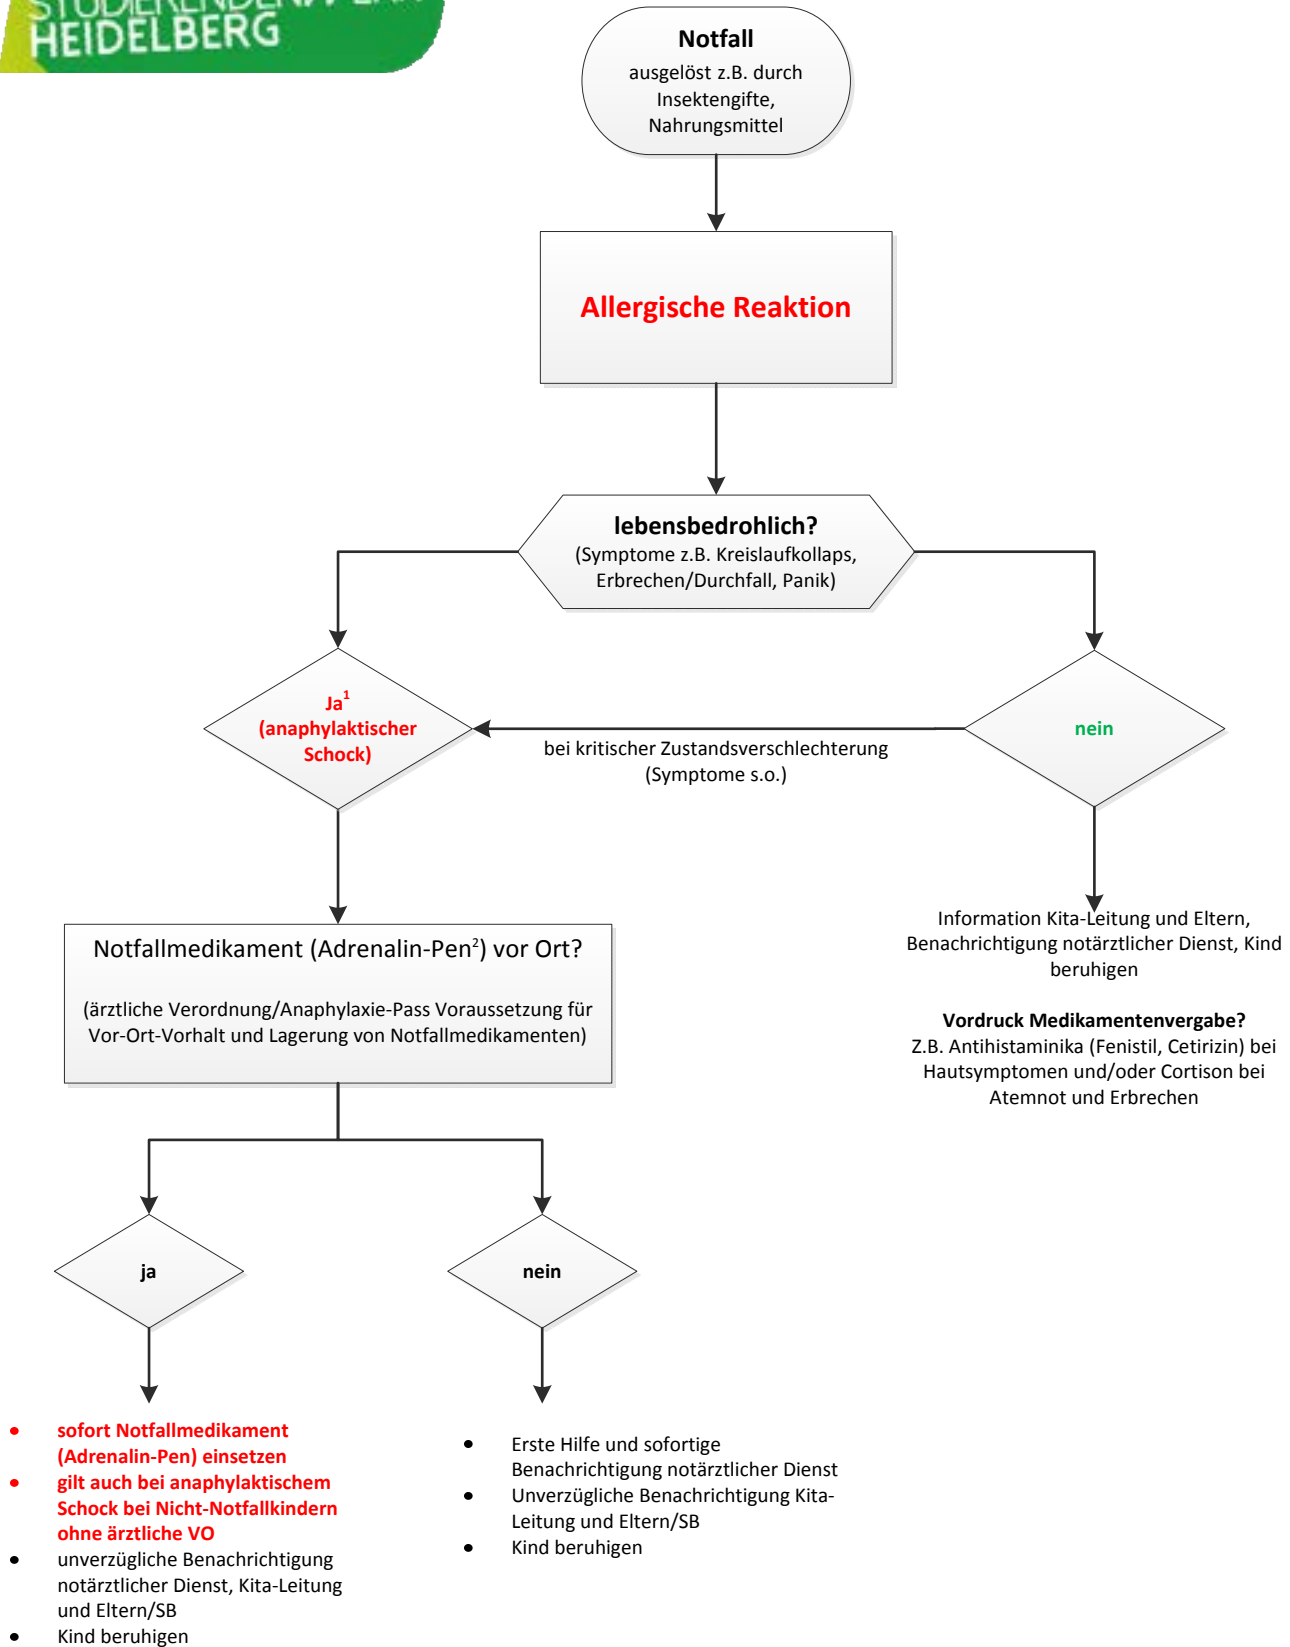 HEIDELBERG
Notfall
ausgelöst z.B. durch
Insektengifte,
Nahrungsmittel
Allergische Reaktion
lebensbedrohlich?
(Symptome z.B. Kreislaufkollaps,
Erbrechen/Durchfall, Panik)
Ja¹
(anaphylaktischer
Schock)
bei kritischer Zustandsverschlechterung
(Symptome s.o.)
nein
Notfallmedikament (Adrenalin-Pen²) vor Ort?
(ärztliche Verordnung/Anaphylaxie-Pass Voraussetzung für
Vor-Ort-Vorhalt und Lagerung von Notfallmedikamenten)
Information Kita-Leitung und Eltern,
Benachrichtigung notärztlicher Dienst, Kind
beruhigen
Vordruck Medikamentenvergabe?
Z.B. Antihistaminika (Fenistil, Cetirizin) bei
Hautsymptomen und/oder Cortison bei
Atemnot und Erbrechen
ja
nein
• sofort Notfallmedikament
(Adrenalin-Pen) einsetzen
• gilt auch bei anaphylaktischem
Schock bei Nicht-Notfallkindern
ohne ärztliche VO
• unverzügliche Benachrichtigung
notärztlicher Dienst, Kita-Leitung
und Eltern/SB
• Kind beruhigen
• Erste Hilfe und sofortige
Benachrichtigung notärztlicher Dienst
• Unverzügliche Benachrichtigung Kita-
Leitung und Eltern/SB
• Kind beruhigen